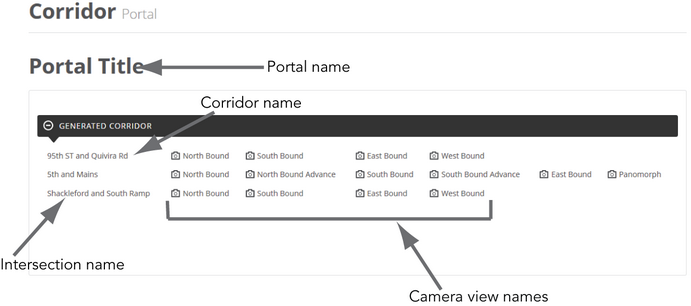 Corridor Portal
Portal Title
Portal name
Corridor name
GENERATED CORRIDOR
95th ST and Quivira Rd North Bound South Bound East Bound West Bound
5th and Mains North Bound North Bound Advance South Bound South Bound Advance East Bound Panomorph
Shackleford and South Ramp North Bound South Bound East Bound West Bound
Intersection name
Camera view names